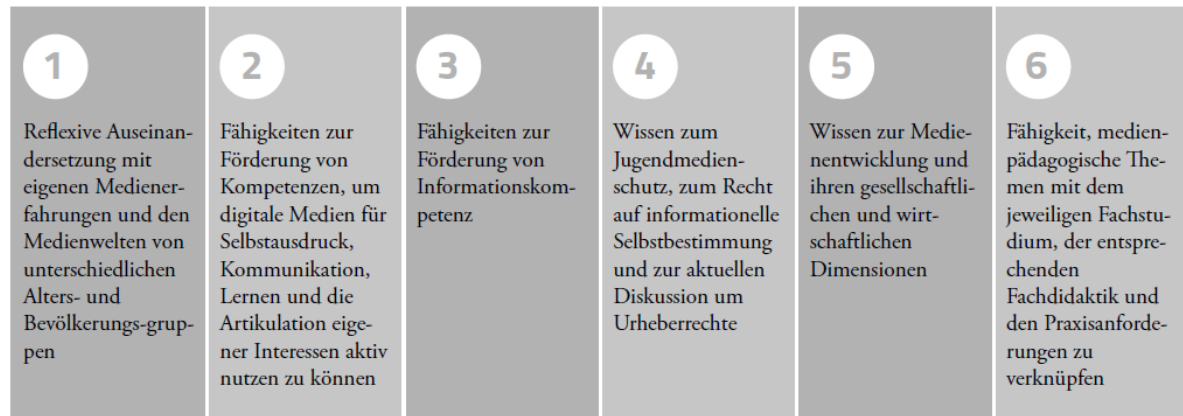 1
Reflexive Auseinan-
dersetzung mit
eigenen Mediener-
fahrungen und den
Medienwelten von
unterschiedlichen
Alters- und
Bevölkerungs-grup-
pen
2
Fähigkeiten zur
Förderung von
Kompetenzen, um
digitale Medien für
Selbstausdruck,
Kommunikation,
Lernen und die
Artikulation eige-
ner Interessen aktiv
nutzen zu können
3
Fähigkeiten zur
Förderung von
Informationskom-
petenz
4
Wissen zum
Jugendmedien-
schutz, zum Recht
auf informationelle
Selbstbestimmung
und zur aktuellen
Diskussion um
Urheberrechte
5
Wissen zur Medie-
nentwicklung und
ihren gesellschaftli-
chen und wirt-
schaftlichen
Dimensionen
6
Fähigkeit, medien-
pädagogische The-
men mit dem
jeweiligen Fachstu-
dium, der entspre-
chenden
Fachdidaktik und
den Praxisanforde-
rungen zu
verknüpfen